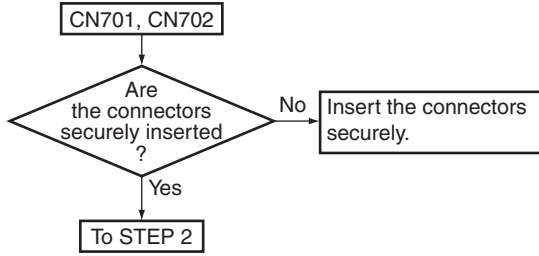 CN701, CN702
Are
the connectors
securely inserted
?
No
Insert the connectors
securely.
Yes
To STEP 2